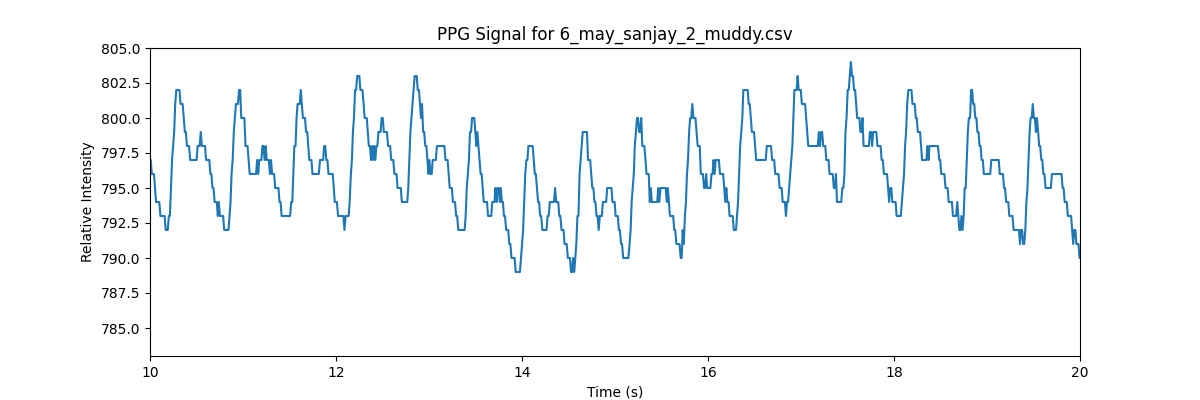 PPG Signal for 6_may_sanjay_2_muddy.csv
805.0
802.5
800.0
797.5
795.0
792.5
790.0
787.5
785.0
Relative Intensity
10 12 14 16 18 20
Time (s)